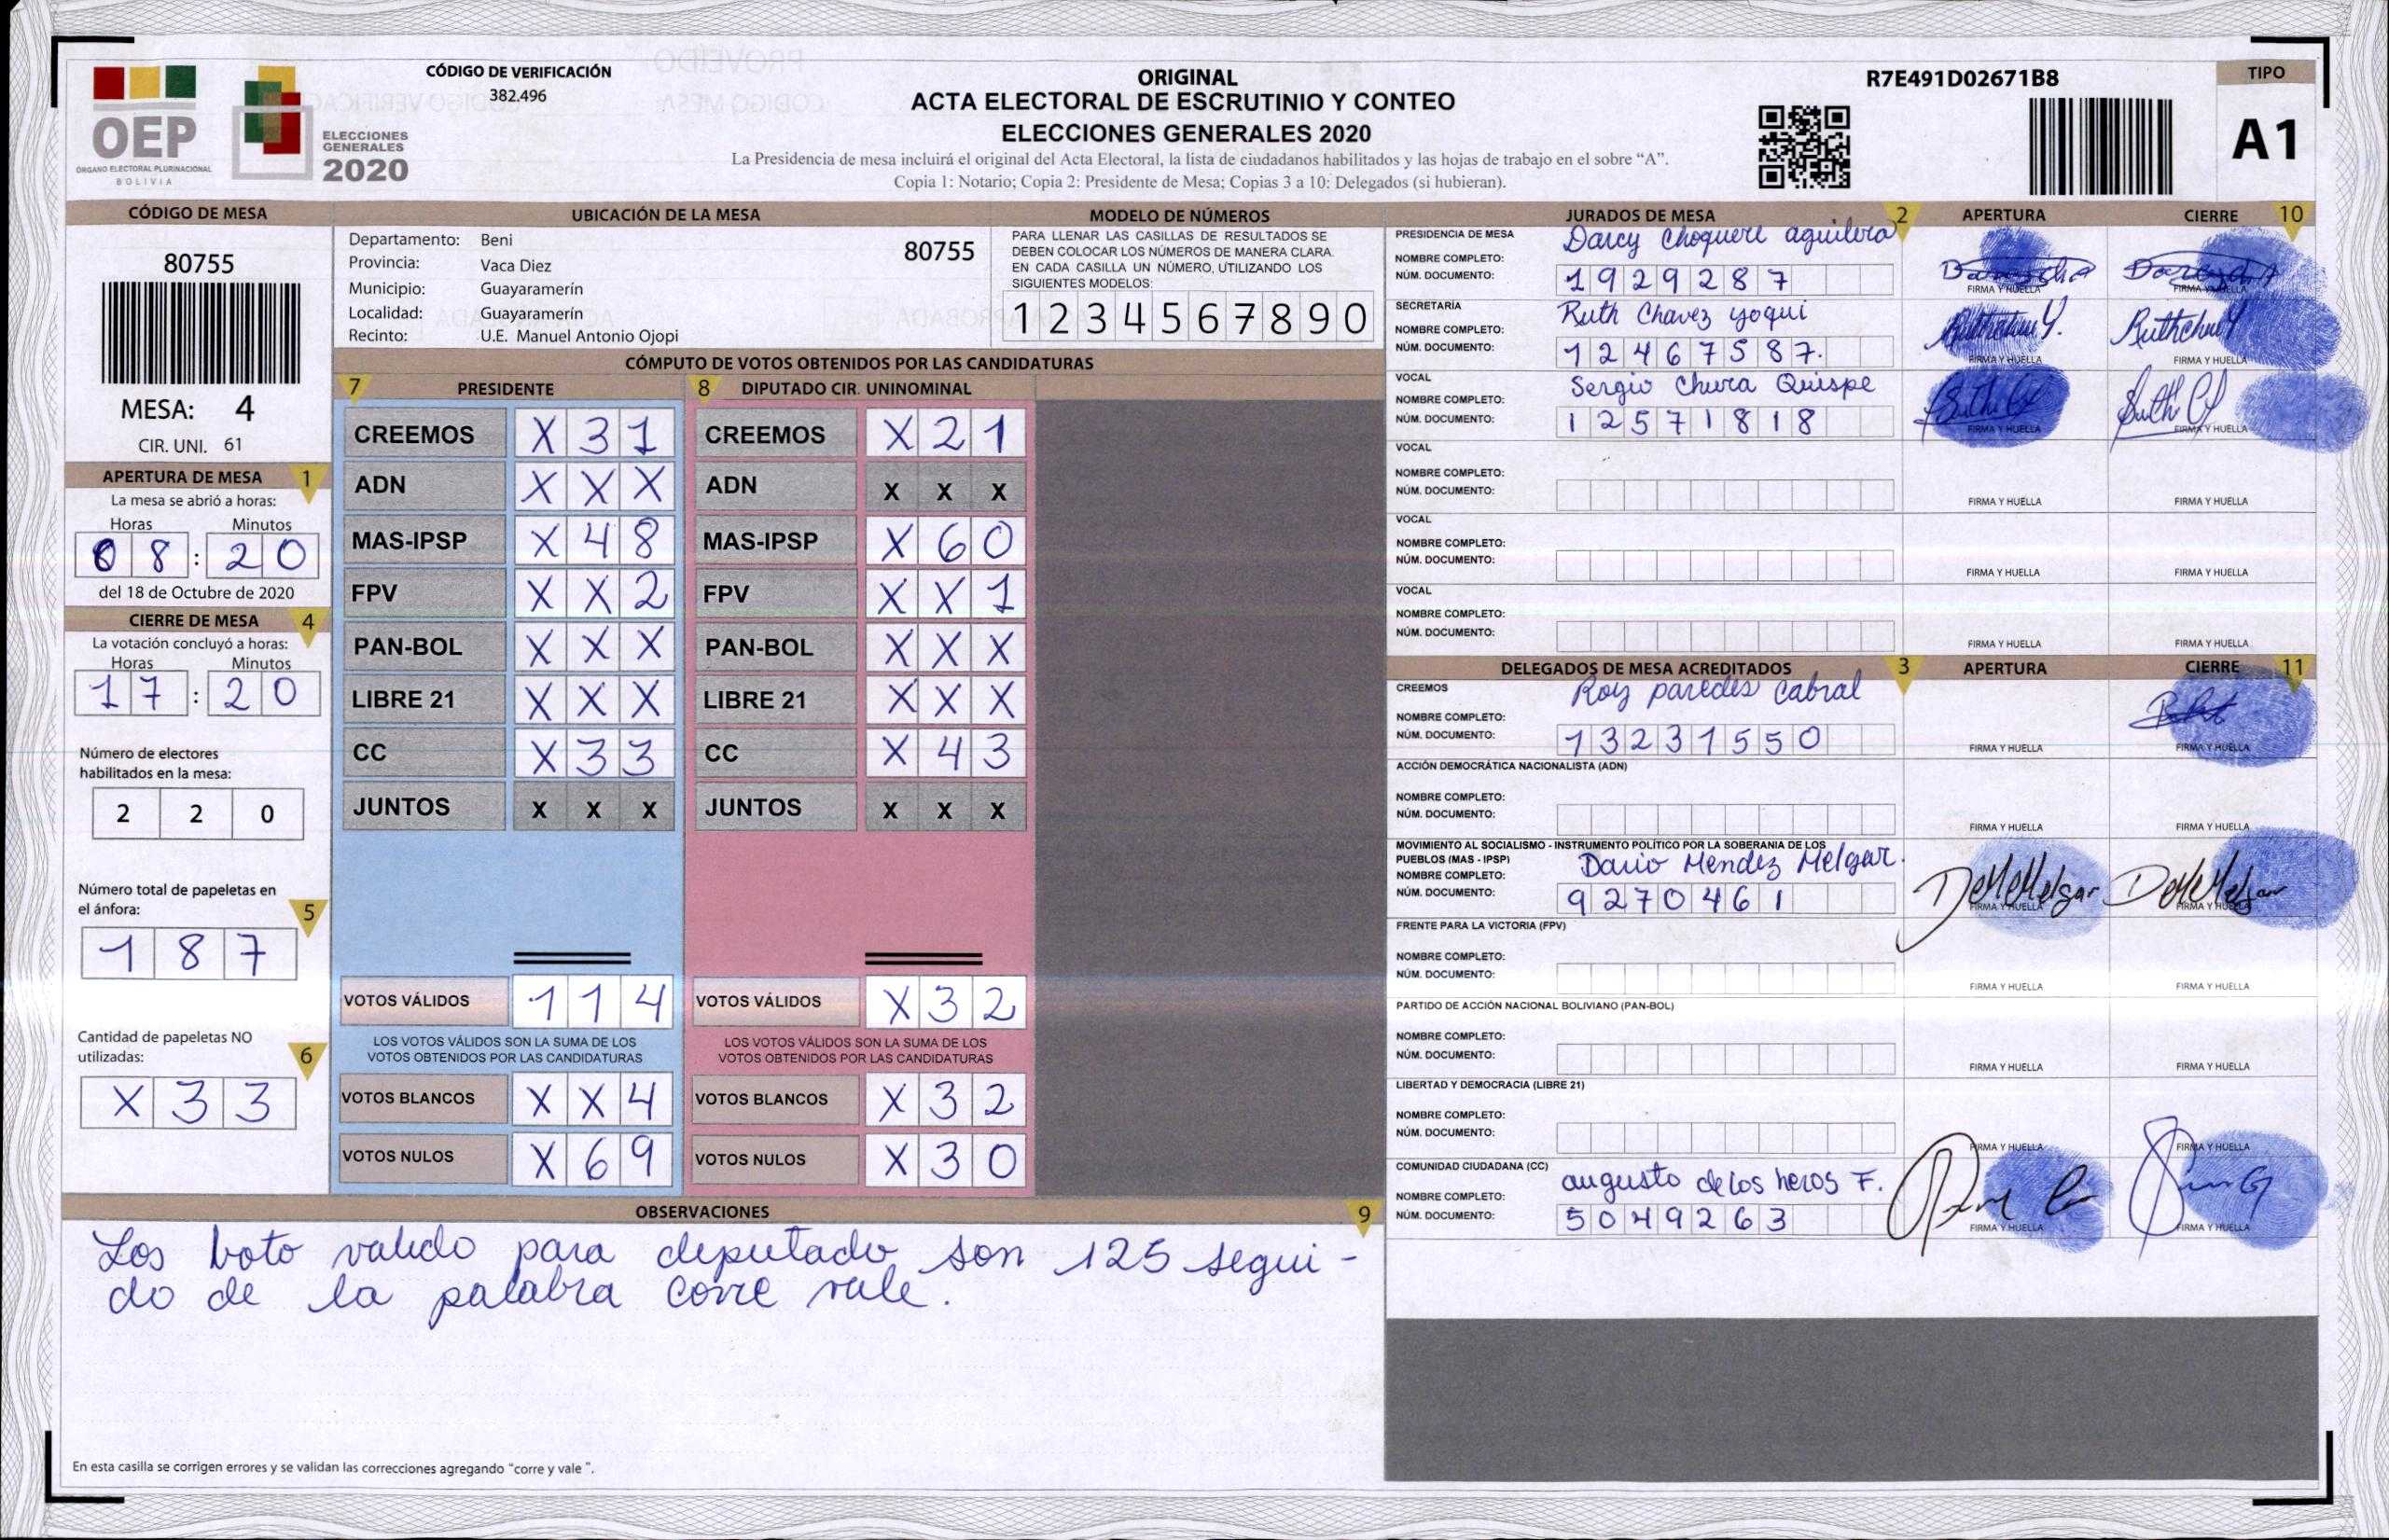 CÓDIGO DE VERIFICACIÓN
382.496
OEP
ÓRGANO ELECTORAL PLURINACIONAL
BOLIVIA
ELECCIONES
GENERALES
2020
ORIGINAL
ACTA ELECTORAL DE ESCRUTINIO Y CONTEO
ELECCIONES GENERALES 2020
La Presidencia de mesa incluirá el original del Acta Electoral, la lista de ciudadanos habilitados y las hojas de trabajo en el sobre “A”.
Copia 1: Notario; Copia 2: Presidente de Mesa; Copias 3 a 10: Delegados (si hubieran).
R7E491D02671B8
TIPO
A1
CÓDIGO DE MESA
80755
MESA: 4
CIR. UNI. 61
APERTURA DE MESA 1
La mesa se abrió a horas:
Horas Minutos
08:20
del 18 de Octubre de 2020
CIERRE DE MESA 4
La votación concluyó a horas:
Horas Minutos
17:20
Número de electores
habilitados en la mesa:
2 2 0
Número total de papeletas en
el ánfora: 5
1 8 7
Cantidad de papeletas NO
utilizadas: 6
X 3 3
UBICACIÓN DE LA MESA
Departamento: Beni 80755
Provincia: Vaca Diez
Municipio: Guayaramerín
Localidad: Guayaramerín
Recinto: U.E. Manuel Antonio Ojopi
MODELO DE NÚMEROS
PARA LLENAR LAS CASILLAS DE RESULTADOS SE
DEBEN COLOCAR LOS NÚMEROS DE MANERA CLARA.
EN CADA CASILLA UN NÚMERO, UTILIZANDO LOS
SIGUIENTES MODELOS:
1 2 3 4 5 6 7 8 9 0
CÓMPUTO DE VOTOS OBTENIDOS POR LAS CANDIDATURAS
7 PRESIDENTE 8 DIPUTADO CIR. UNINOMINAL
CREEMOS X 3 1 CREEMOS X 2 1
ADN X X X ADN X X X
MAS-IPSP X 4 8 MAS-IPSP X 6 0
FPV X X 2 FPV X X 1
PAN-BOL X X X PAN-BOL X X X
LIBRE 21 X X X LIBRE 21 X X X
CC X 3 3 CC X 4 3
JUNTOS X X X JUNTOS X X X
VOTOS VÁLIDOS 1 1 4 VOTOS VÁLIDOS X 3 2
LOS VOTOS VÁLIDOS SON LA SUMA DE LOS LOS VOTOS VÁLIDOS SON LA SUMA DE LOS
VOTOS OBTENIDOS POR LAS CANDIDATURAS VOTOS OBTENIDOS POR LAS CANDIDATURAS
VOTOS BLANCOS X X 4 VOTOS BLANCOS X 3 2
VOTOS NULOS X 6 9 VOTOS NULOS X 3 0
OBSERVACIONES 9
Los voto valido para deputado son 125 segui -
do de la palabra corre vale.
En esta casilla se corrigen errores y se validan las correcciones agregando “corre y vale ”.
JURADOS DE MESA 2 APERTURA CIERRE 10
PRESIDENCIA DE MESA Darcy Choquere aguilera
NOMBRE COMPLETO:
NÚM. DOCUMENTO: 1929287
FIRMA Y HUELLA FIRMA Y HUELLA
SECRETARÍA Ruth Chavez yoqui
NOMBRE COMPLETO:
NÚM. DOCUMENTO: 12467587.
FIRMA Y HUELLA FIRMA Y HUELLA
VOCAL Sergio Chura Quispe
NOMBRE COMPLETO:
NÚM. DOCUMENTO: 12571818
FIRMA Y HUELLA FIRMA Y HUELLA
VOCAL
NOMBRE COMPLETO:
NÚM. DOCUMENTO:
FIRMA Y HUELLA FIRMA Y HUELLA
VOCAL
NOMBRE COMPLETO:
NÚM. DOCUMENTO:
FIRMA Y HUELLA FIRMA Y HUELLA
VOCAL
NOMBRE COMPLETO:
NÚM. DOCUMENTO:
FIRMA Y HUELLA FIRMA Y HUELLA
DELEGADOS DE MESA ACREDITADOS 3 APERTURA CIERRE 11
CREEMOS Roy paredes cabral
NOMBRE COMPLETO:
NÚM. DOCUMENTO: 13231550
FIRMA Y HUELLA FIRMA Y HUELLA
ACCIÓN DEMOCRÁTICA NACIONALISTA (ADN)
NOMBRE COMPLETO:
NÚM. DOCUMENTO:
FIRMA Y HUELLA FIRMA Y HUELLA
MOVIMIENTO AL SOCIALISMO - INSTRUMENTO POLÍTICO POR LA SOBERANIA DE LOS
PUEBLOS (MAS - IPSP) Dario Mendez Melgar.
NOMBRE COMPLETO:
NÚM. DOCUMENTO: 9270461
FIRMA Y HUELLA FIRMA Y HUELLA
FRENTE PARA LA VICTORIA (FPV)
NOMBRE COMPLETO:
NÚM. DOCUMENTO:
FIRMA Y HUELLA FIRMA Y HUELLA
PARTIDO DE ACCIÓN NACIONAL BOLIVIANO (PAN-BOL)
NOMBRE COMPLETO:
NÚM. DOCUMENTO:
FIRMA Y HUELLA FIRMA Y HUELLA
LIBERTAD Y DEMOCRACIA (LIBRE 21)
NOMBRE COMPLETO:
NÚM. DOCUMENTO:
FIRMA Y HUELLA FIRMA Y HUELLA
COMUNIDAD CIUDADANA (CC) augusto de los heros F.
NOMBRE COMPLETO:
NÚM. DOCUMENTO: 5049263
FIRMA Y HUELLA FIRMA Y HUELLA